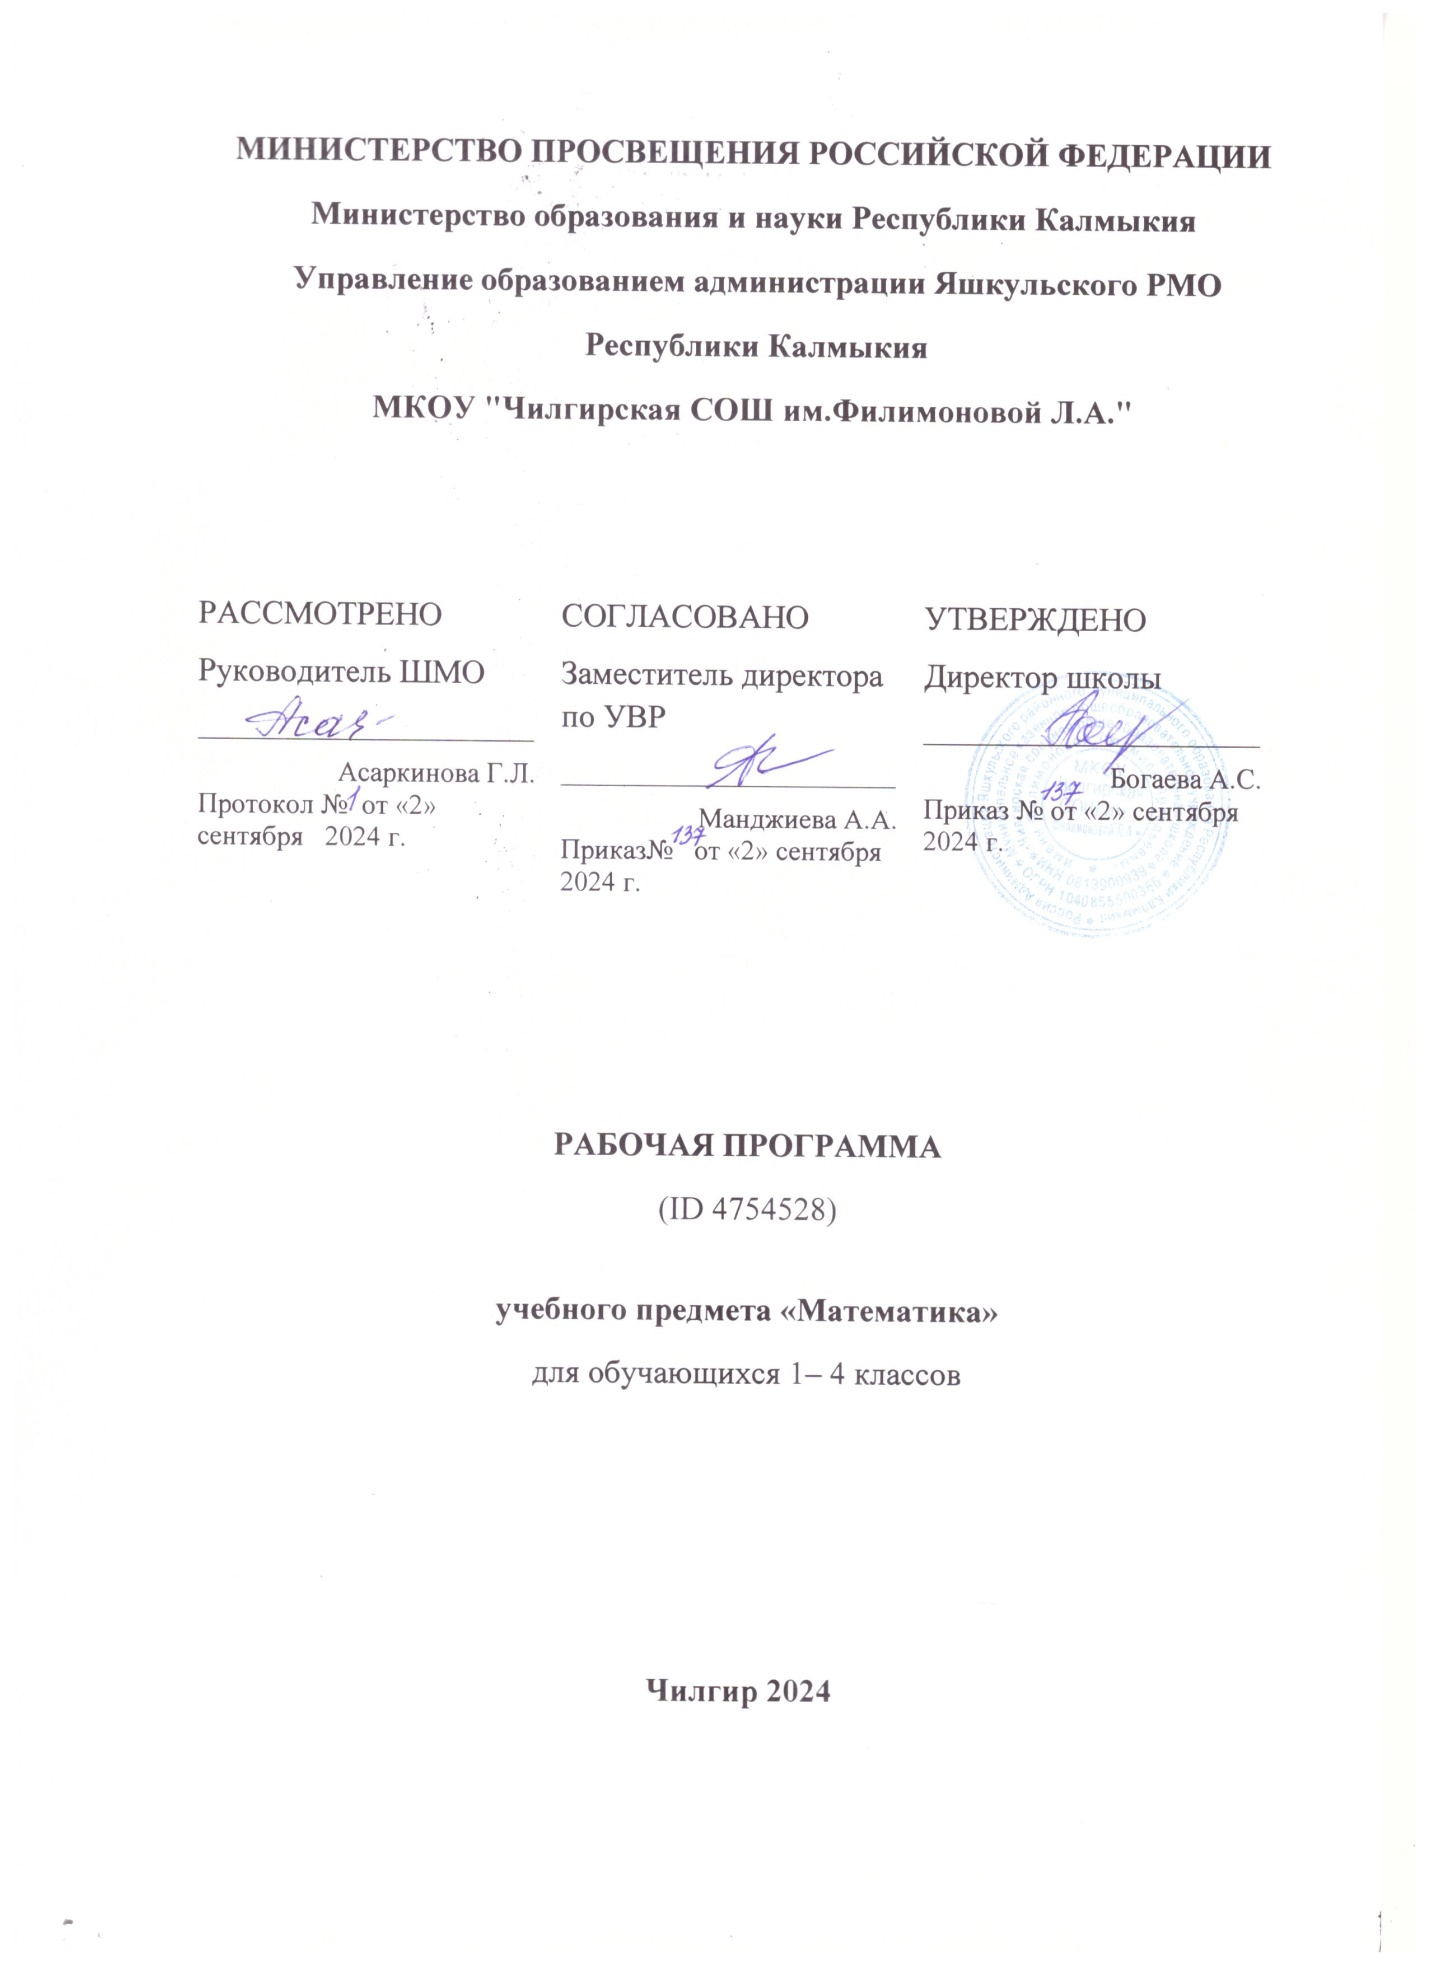 МИНИСТЕРСТВО ПРОСВЕЩЕНИЯ РОССИЙСКОЙ ФЕДЕРАЦИИ
Министерство образования и науки Республики Калмыкия
Управление образованием администрации Яшкульского РМО
Республики Калмыкия
МКОУ "Чилгирская СОШ им.Филимоновой Л.А."
РАССМОТРЕНО
Руководитель ШМО
Асаркинова Г.Л.
Протокол №1 от «2»
сентября 2024 г.
СОГЛАСОВАНО
Заместитель директора
по УВР
Манджиева А.А.
Приказ№ 137 от «2» сентября
2024 г.
УТВЕРЖДЕНО
Директор школы
Богаева А.С.
Приказ № 137 от «2» сентября
2024 г.
РАБОЧАЯ ПРОГРАММА
(ID 4754528)
учебного предмета «Математика»
для обучающихся 1– 4 классов
Чилгир 2024